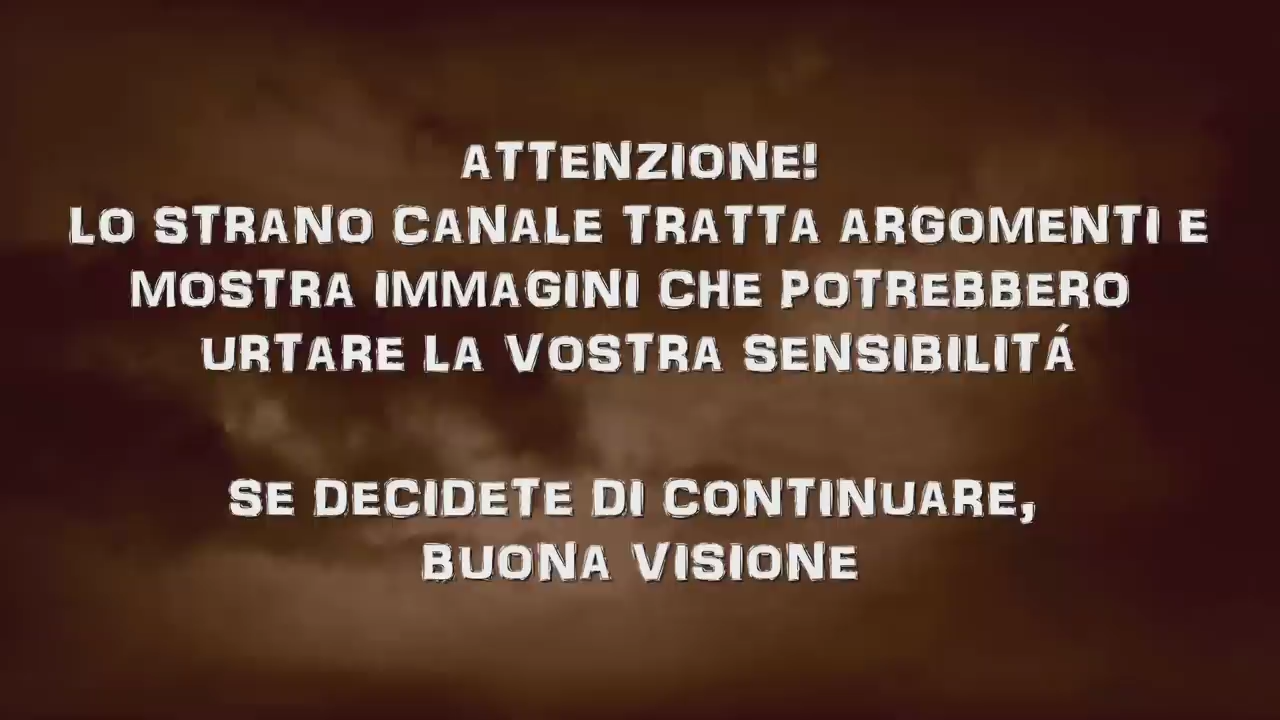 ATTENZIONE!
LO STRANO CANALE TRATTA ARGOMENTI E
MOSTRA IMMAGINI CHE POTREBBERO
URTARE LA VOSTRA SENSIBILITÁ
SE DECIDETE DI CONTINUARE,
BUONA VISIONE